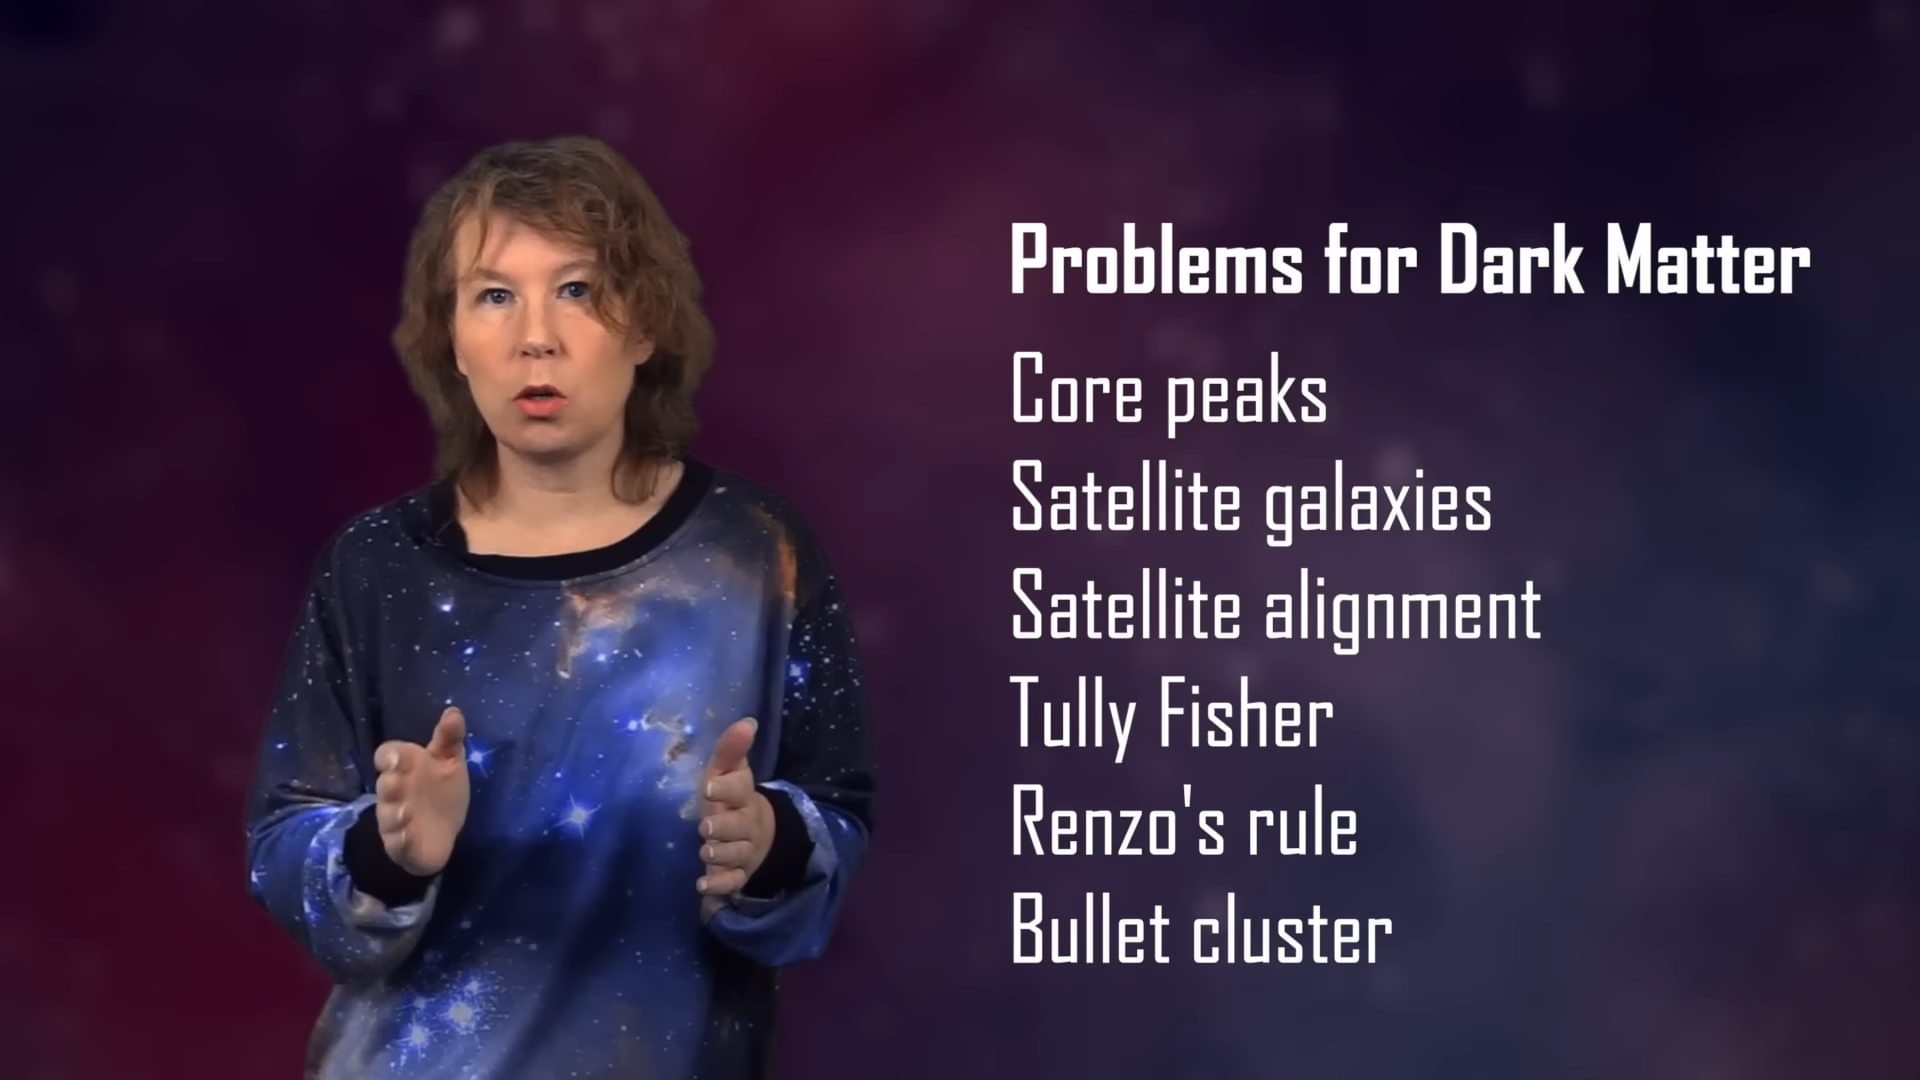 Problems for Dark Matter
Core peaks
Satellite galaxies
Satellite alignment
Tully Fisher
Renzo's rule
Bullet cluster